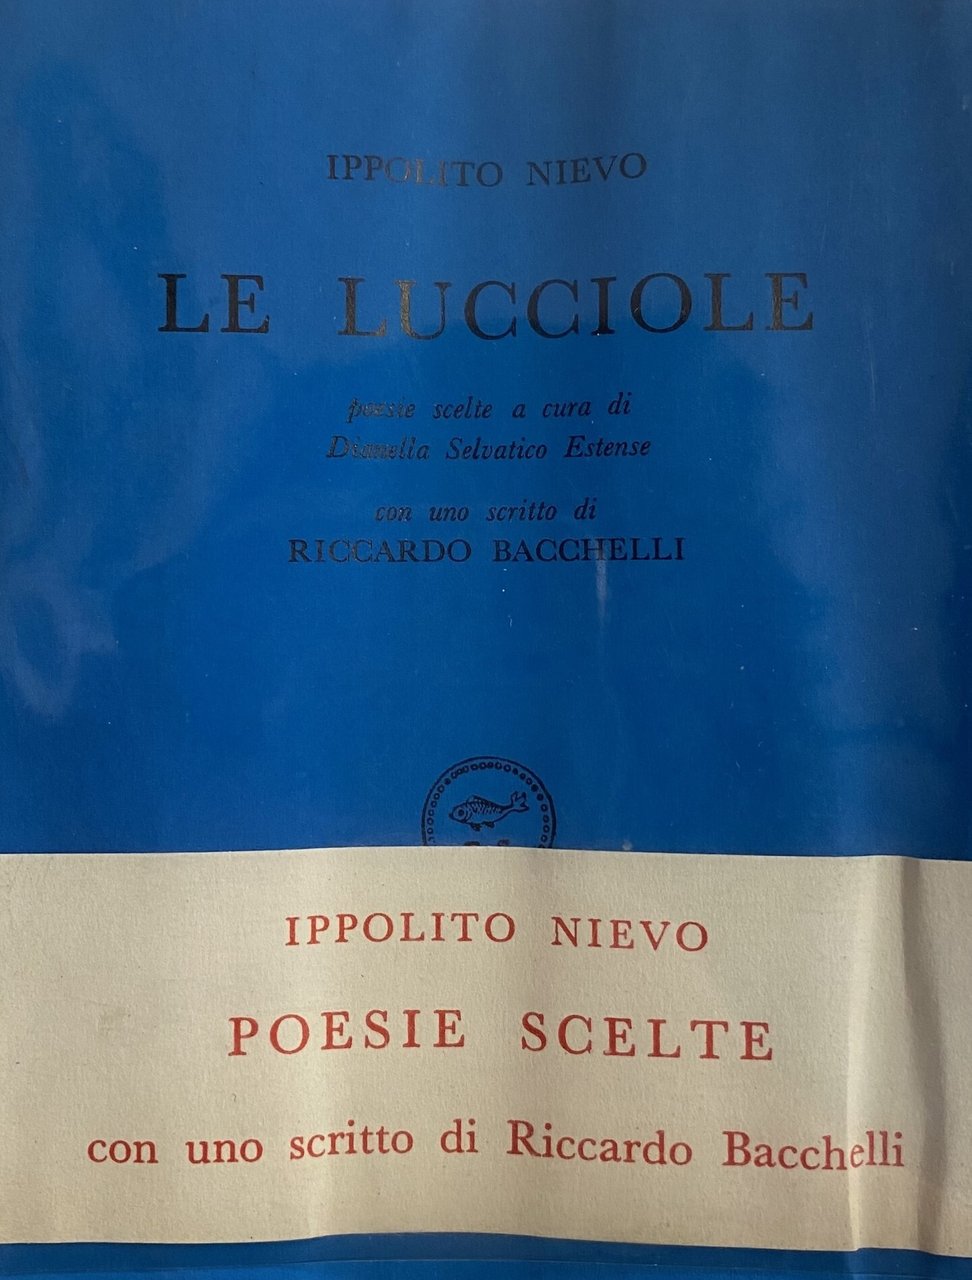 IPPOLITO NIEVO
LE LUCCIOLE
poesie scelte a cura di
Dianella Selvatico Estense
con uno scritto di
RICCARDO BACCHELLI
IPPOLITO NIEVO
POESIE SCELTE
con uno scritto di Riccardo Bacchelli